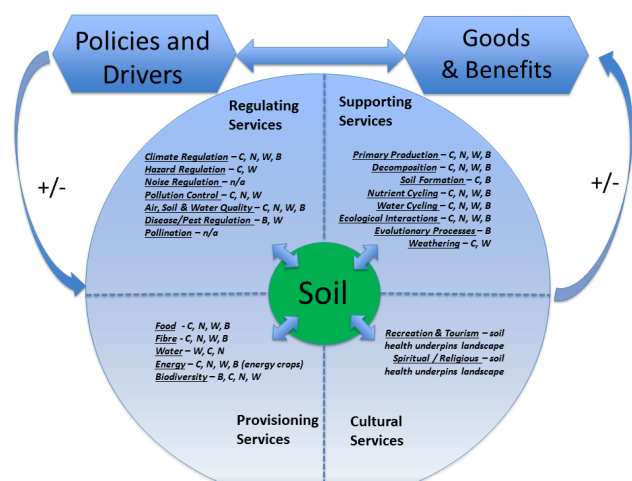 Policies and
Drivers
Goods
& Benefits
+/-
+/-
Regulating
Services
Supporting
Services
Climate Regulation – C, N, W, B
Hazard Regulation – C, W
Noise Regulation – n/a
Pollution Control – C, N, W
Air, Soil & Water Quality – C, N, W, B
Disease/Pest Regulation – B, W
Pollination – n/a
Primary Production – C, N, W, B
Decomposition – C, N, W, B
Soil Formation – C, B
Nutrient Cycling – C, N, W, B
Water Cycling – C, N, W, B
Ecological Interactions – C, N, W, B
Evolutionary Processes – B
Weathering – C, W
Soil
Food - C, N, W, B
Fibre - C, N, W, B
Water – W, C, N
Energy – C, N, W, B (energy crops)
Biodiversity – B, C, N, W
Recreation & Tourism – soil
health underpins landscape
Spiritual / Religious – soil
health underpins landscape
Provisioning
Services
Cultural
Services